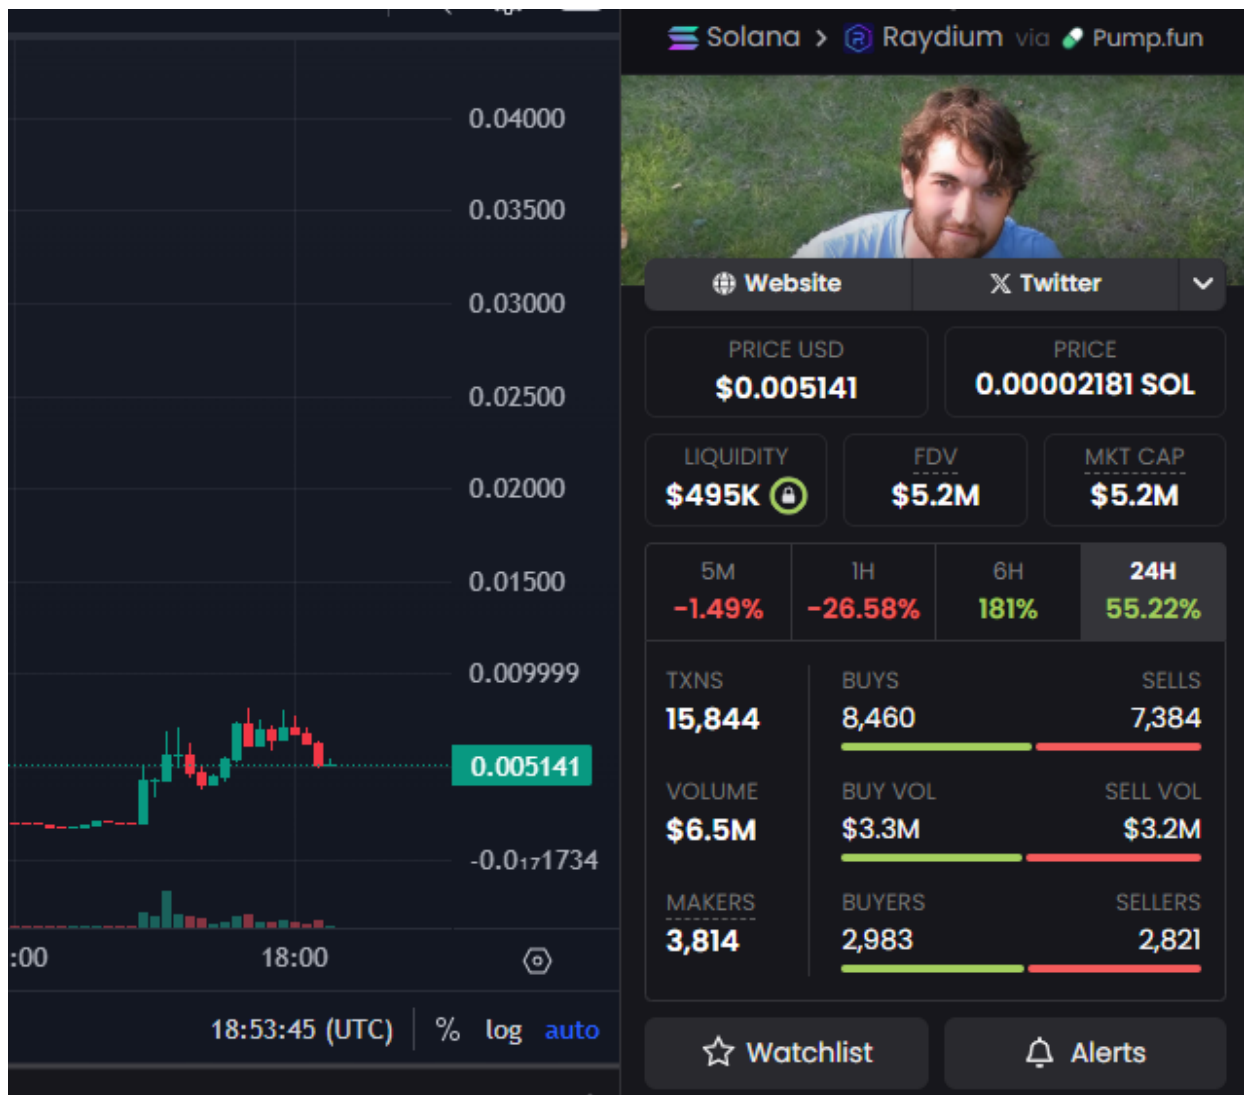 0.04000
0.03500
0.03000
0.02500
0.02000
0.01500
0.009999
0.005141
-0.0₁₇1734
:00 18:00
18:53:45 (UTC) % log auto
Solana > Raydium via Pump.fun
Website Twitter
PRICE USD PRICE
$0.005141 0.00002181 SOL
LIQUIDITY FDV MKT CAP
$495K $5.2M $5.2M
5M 1H 6H 24H
-1.49% -26.58% 181% 55.22%
TXNS BUYS SELLS
15,844 8,460 7,384
VOLUME BUY VOL SELL VOL
$6.5M $3.3M $3.2M
MAKERS BUYERS SELLERS
3,814 2,983 2,821
Watchlist Alerts